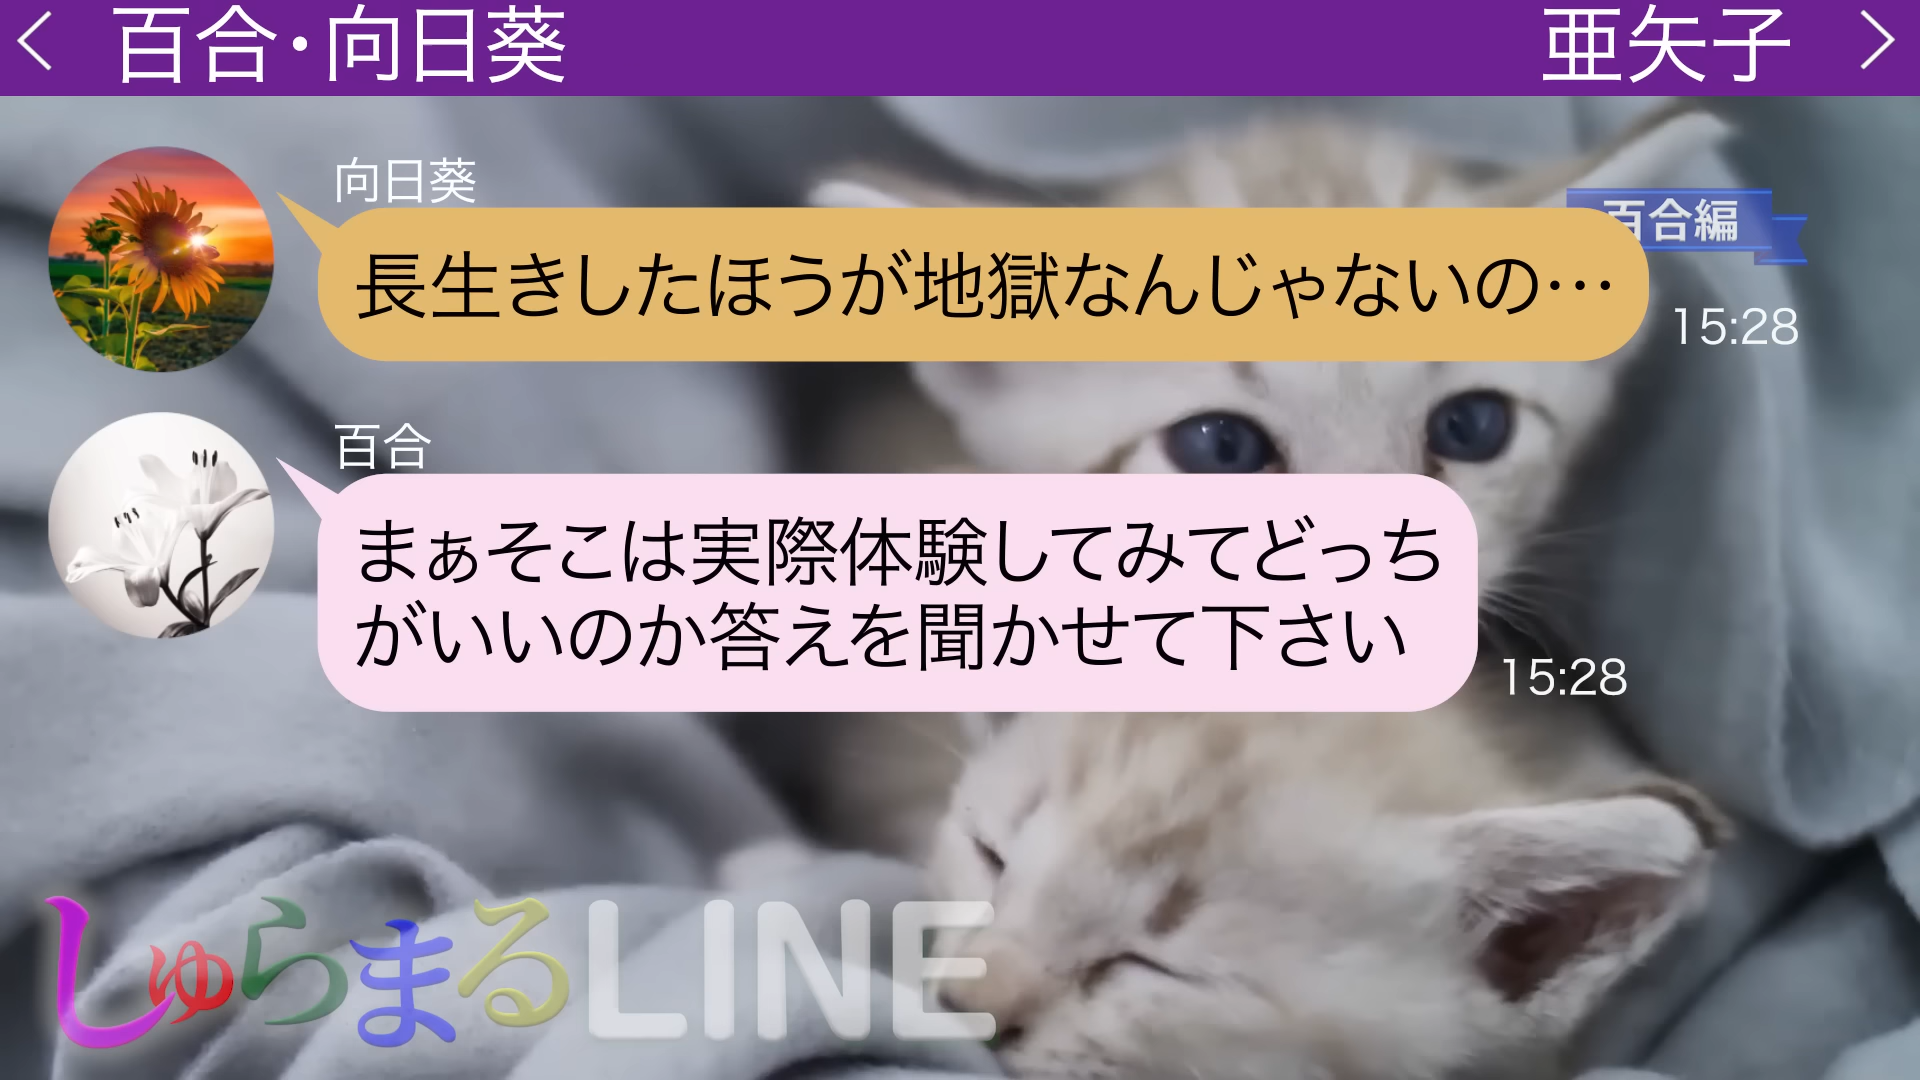 百合・向日葵
亜矢子
向日葵
百合編
長生きしたほうが地獄なんじゃないの…
15:28
百合
まぁそこは実際体験してみてどっち
がいいのか答えを聞かせて下さい
15:28
しゅらまるLINE